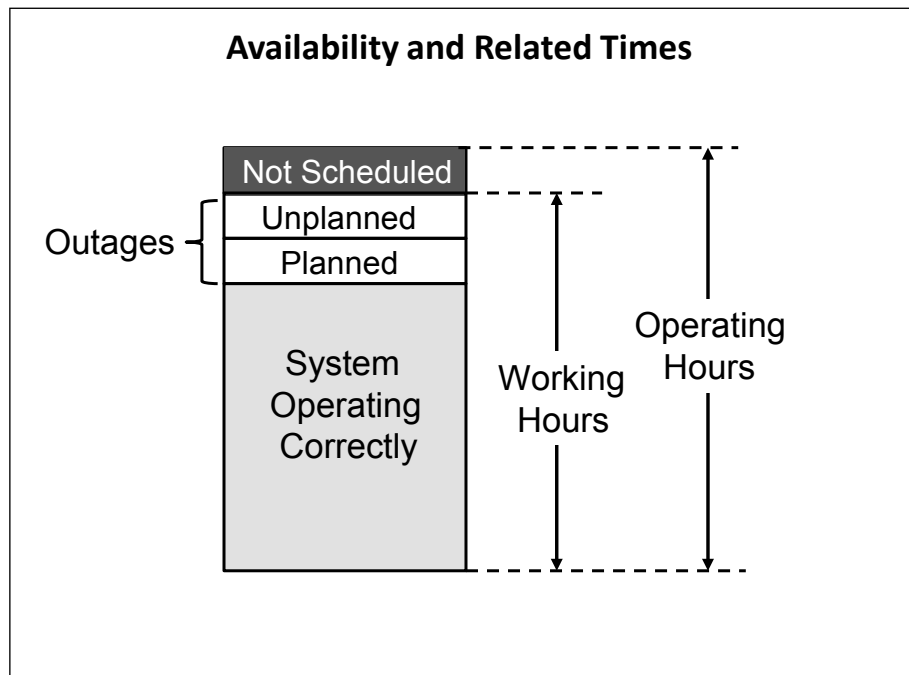 Availability and Related Times
Not Scheduled
Unplanned
Outages
Planned
System
Operating
Correctly
Working
Hours
Operating
Hours